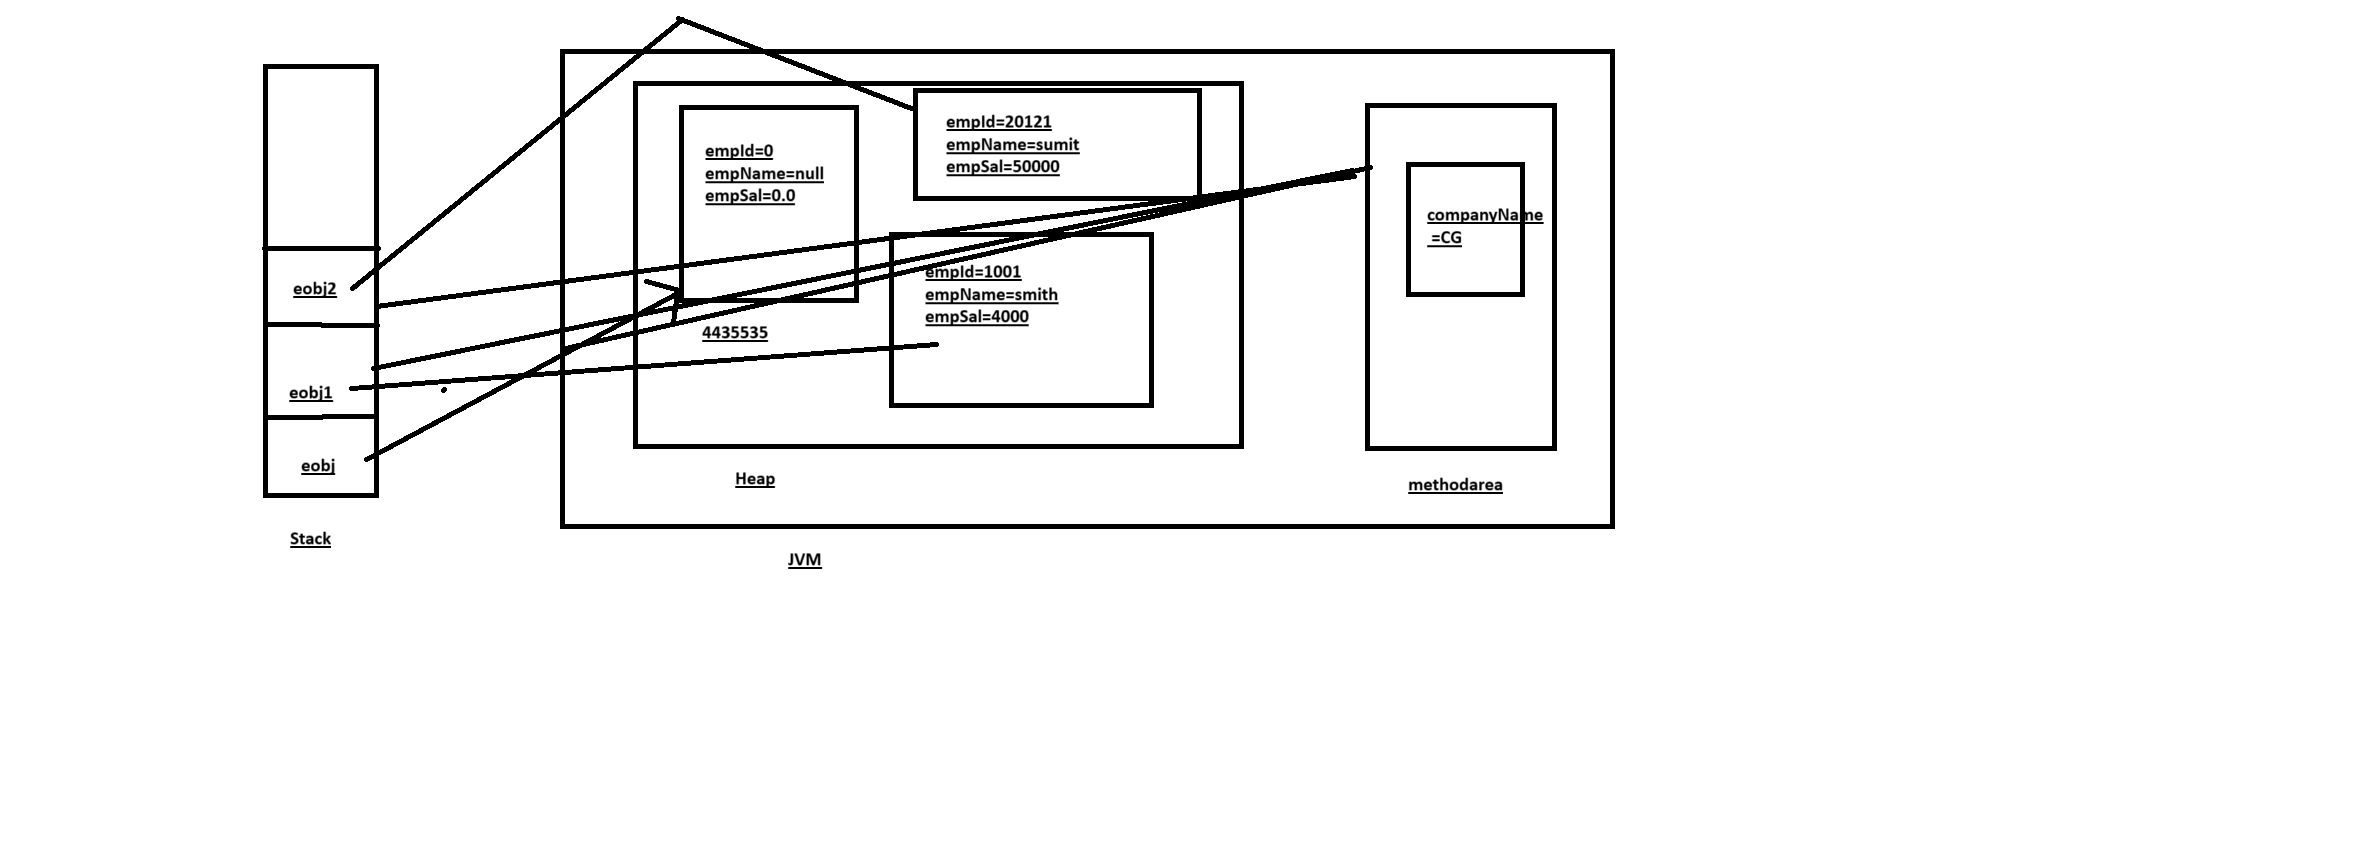 eobj2
eobj1
eobj
Stack
empId=0
empName=null
empSal=0.0
4435535
empId=20121
empName=sumit
empSal=50000
empId=1001
empName=smith
empSal=4000
Heap
companyName
=CG
methodarea
JVM